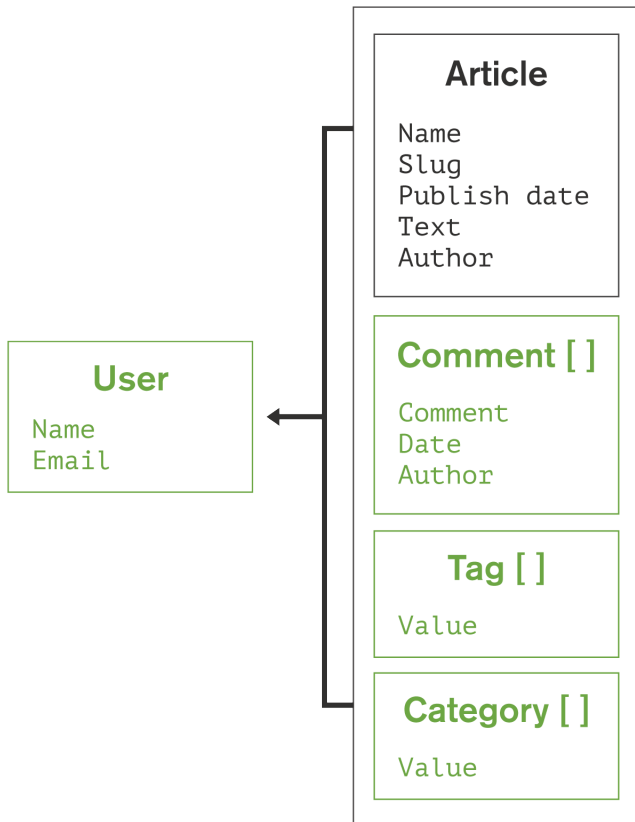 Article
Name
Slug
Publish date
Text
Author
User
Name
Email
Comment [ ]
Comment
Date
Author
Tag [ ]
Value
Category [ ]
Value